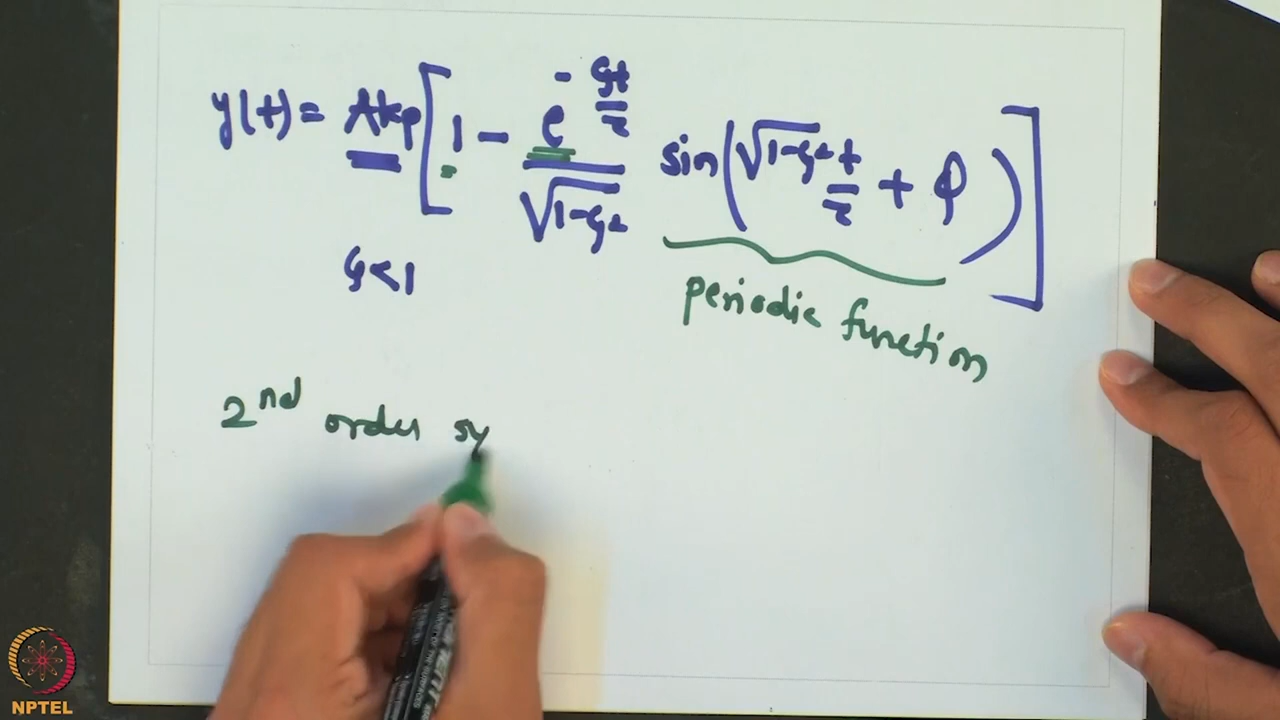 y(t) = Akp [ 1 - e^(-ζt/τ) / √(1-ζ²) sin( √(1-ζ²) t/τ + φ ) ]
ζ < 1
periodic function
2nd order sy
NPTEL